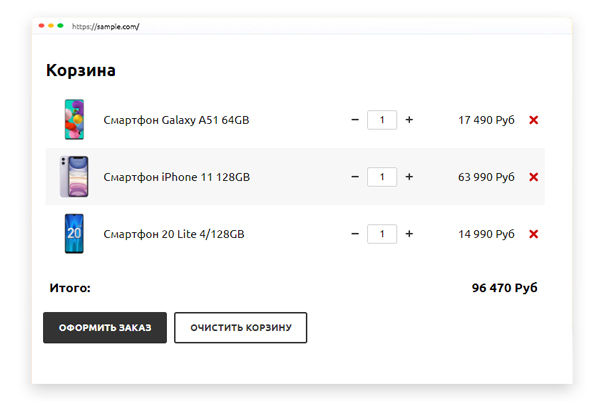 https://sample.com/
Корзина
Смартфон Galaxy A51 64GB − 1 + 17 490 Руб ×
Смартфон iPhone 11 128GB − 1 + 63 990 Руб ×
20
Смартфон 20 Lite 4/128GB − 1 + 14 990 Руб ×
Итого: 96 470 Руб
ОФОРМИТЬ ЗАКАЗ ОЧИСТИТЬ КОРЗИНУ